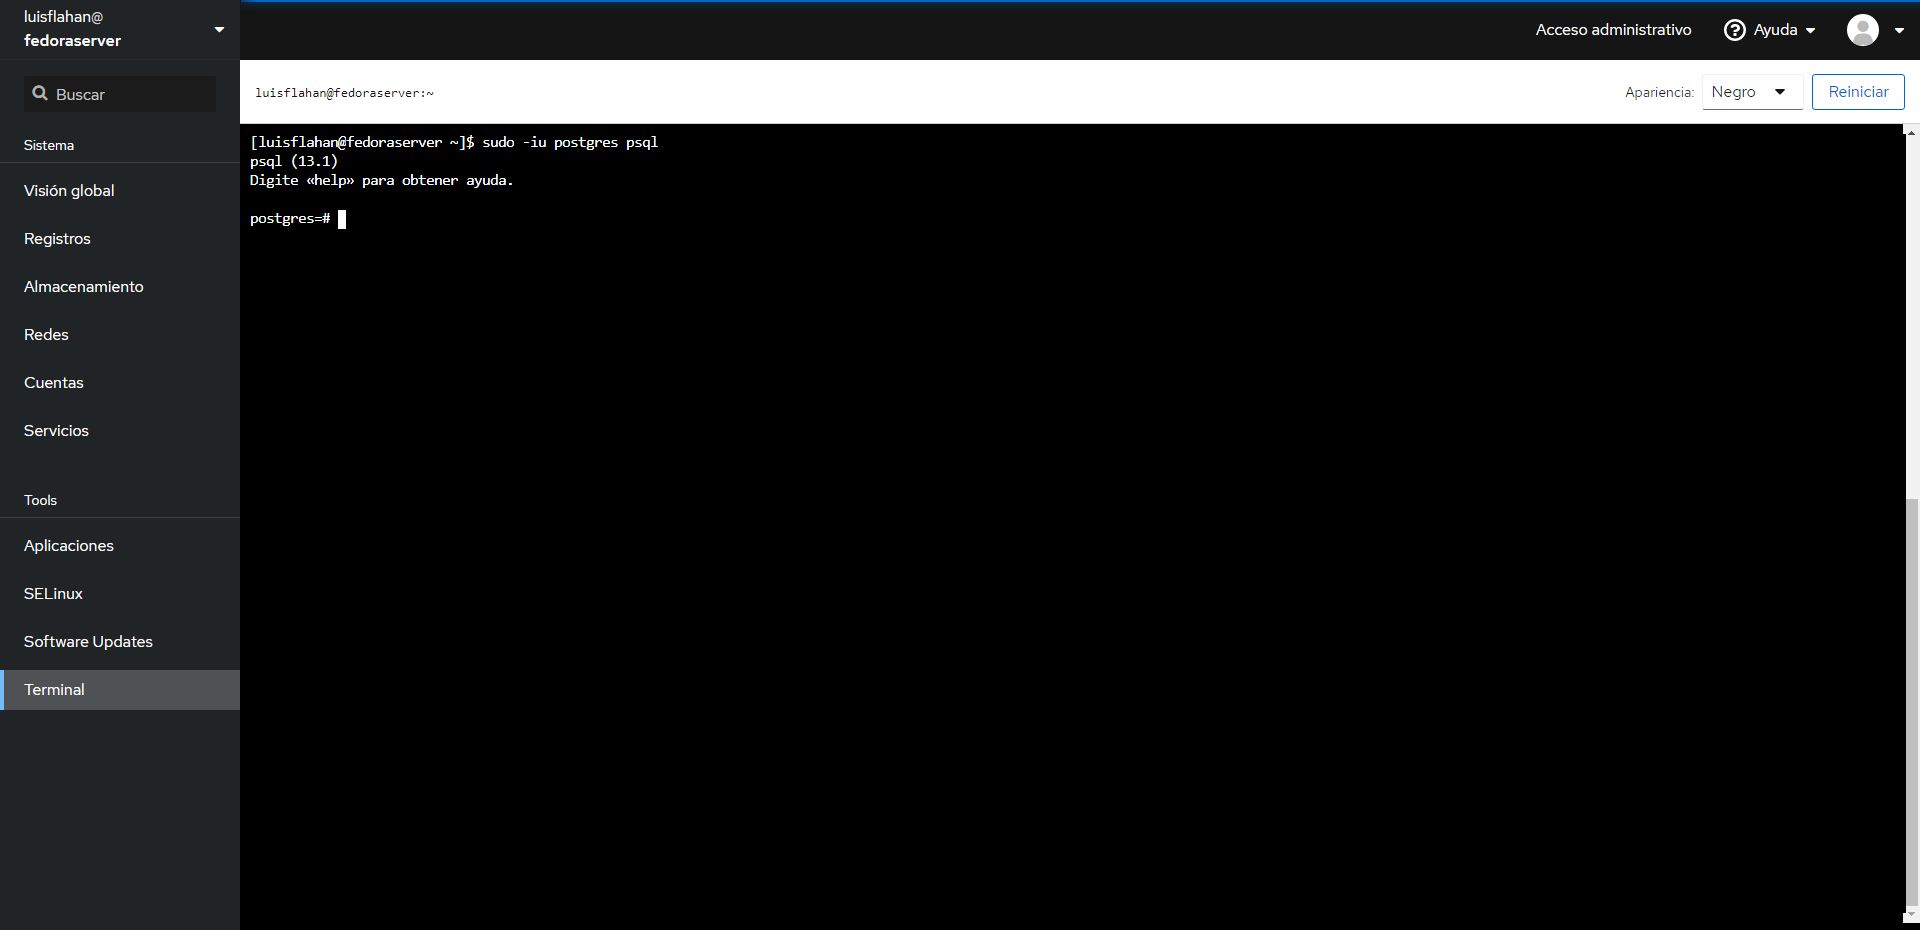 luisflahan@
fedoraserver
Acceso administrativo
Ayuda
Buscar
Sistema
Visión global
Registros
Almacenamiento
Redes
Cuentas
Servicios
Tools
Aplicaciones
SELinux
Software Updates
Terminal
luisflahan@fedoraserver:~
Apariencia: Negro Reiniciar
[luisflahan@fedoraserver ~]$ sudo -iu postgres psql
psql (13.1)
Digite «help» para obtener ayuda.
postgres=#